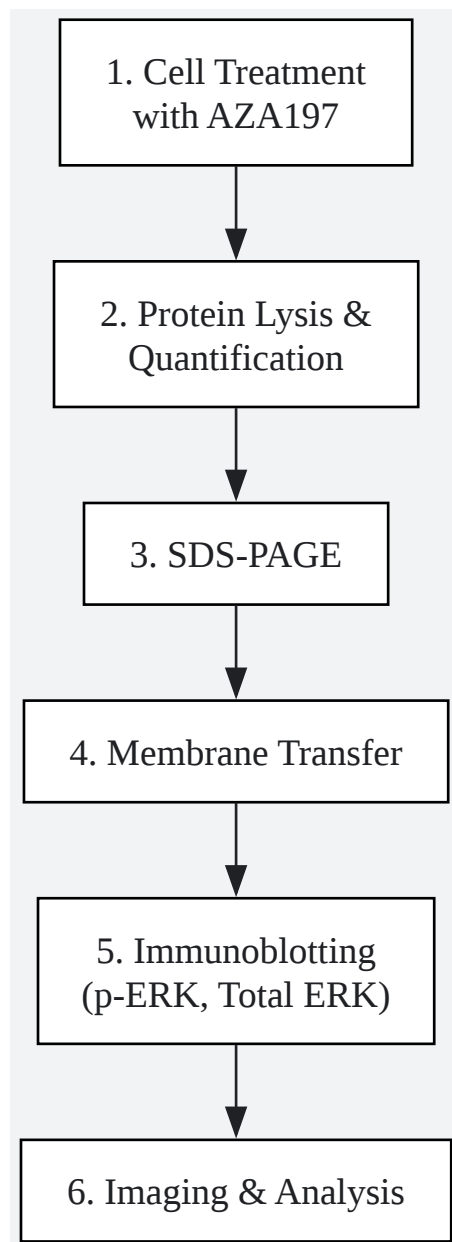 1. Cell Treatment
with AZA197
2. Protein Lysis &
Quantification
3. SDS-PAGE
4. Membrane Transfer
5. Immunoblotting
(p-ERK, Total ERK)
6. Imaging & Analysis